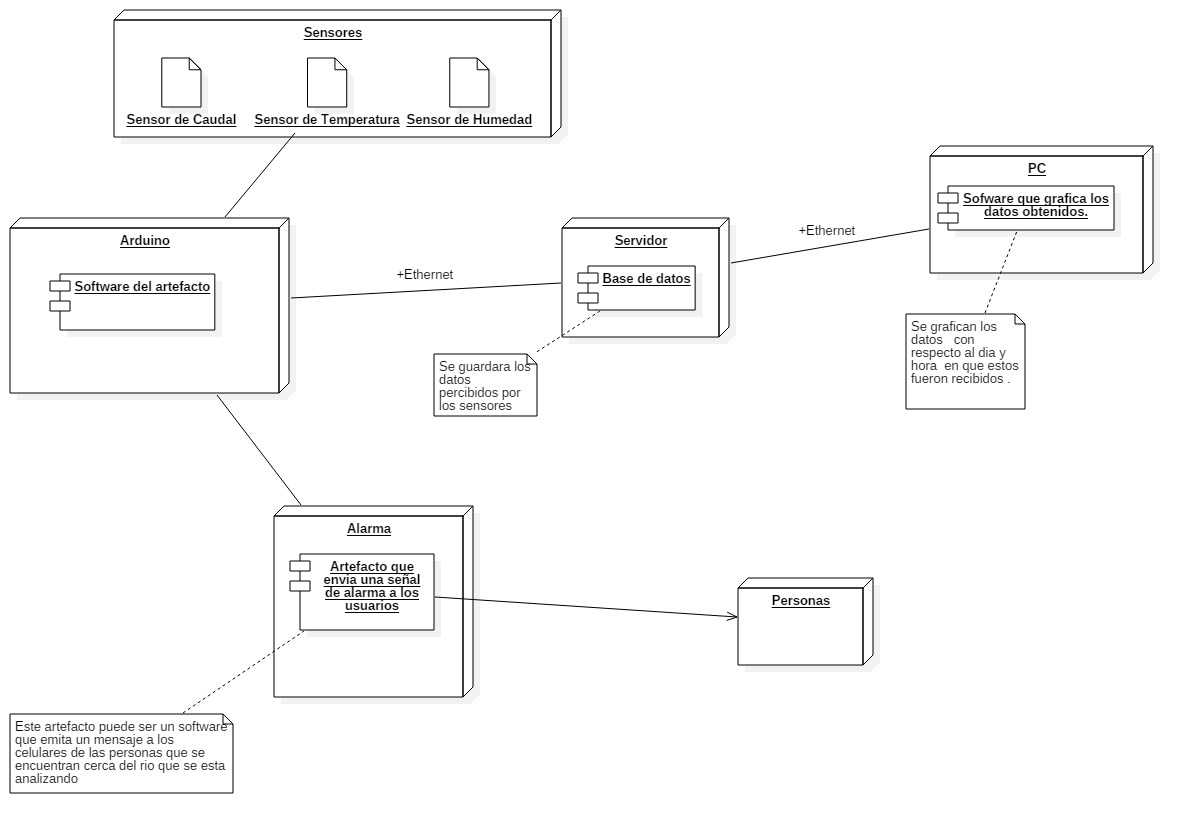 Sensores
Sensor de Caudal
Sensor de Temperatura
Sensor de Humedad
PC
Sofware que grafica los
datos obtenidos.
+Ethernet
Arduino
Software del artefacto
+Ethernet
Servidor
Base de datos
Se guardara los
datos
percibidos por
los sensores
Se grafican los
datos   con
respecto al dia y
hora  en que estos
fueron recibidos .
Alarma
Artefacto que
envia una señal
de alarma a los
usuarios
Personas
Este artefacto puede ser un software
que emita un mensaje a los
celulares de las personas que se
encuentran cerca del rio que se esta
analizando